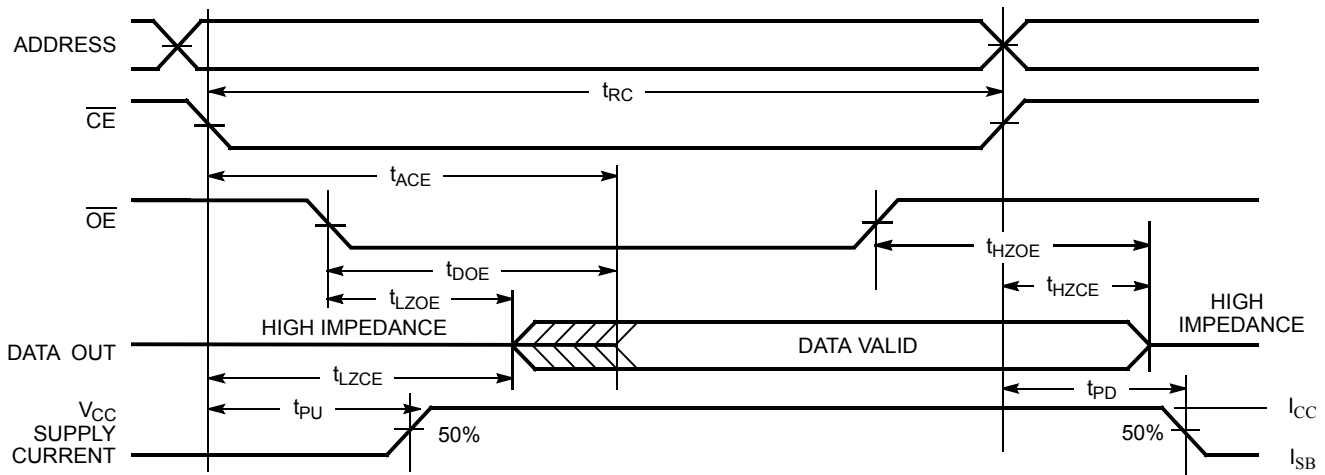 ADDRESS
tRC
CE
tACE
OE
tHZOE
tDOE
tHZCE
tLZOE
HIGH IMPEDANCE
HIGH
IMPEDANCE
DATA OUT
DATA VALID
tLZCE
tPD
VCC
SUPPLY
CURRENT
tPU
ICC
50%
50%
ISB